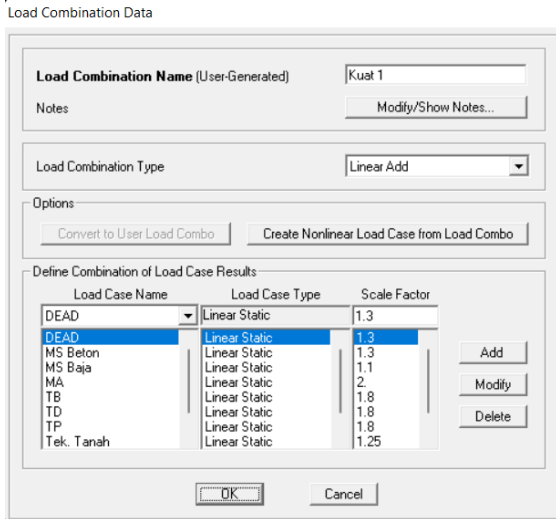 Load Combination Data
Load Combination Name (User-Generated) Kuat 1
Notes Modify/Show Notes...
Load Combination Type Linear Add
Options
Convert to User Load Combo Create Nonlinear Load Case from Load Combo
Define Combination of Load Case Results
Load Case Name Load Case Type Scale Factor
DEAD Linear Static 1.3
DEAD Linear Static 1.3
MS Beton Linear Static 1.3
MS Baja Linear Static 1.1
MA Linear Static 2.
TB Linear Static 1.8
TD Linear Static 1.8
TP Linear Static 1.8
Tek. Tanah Linear Static 1.25
Add
Modify
Delete
OK Cancel